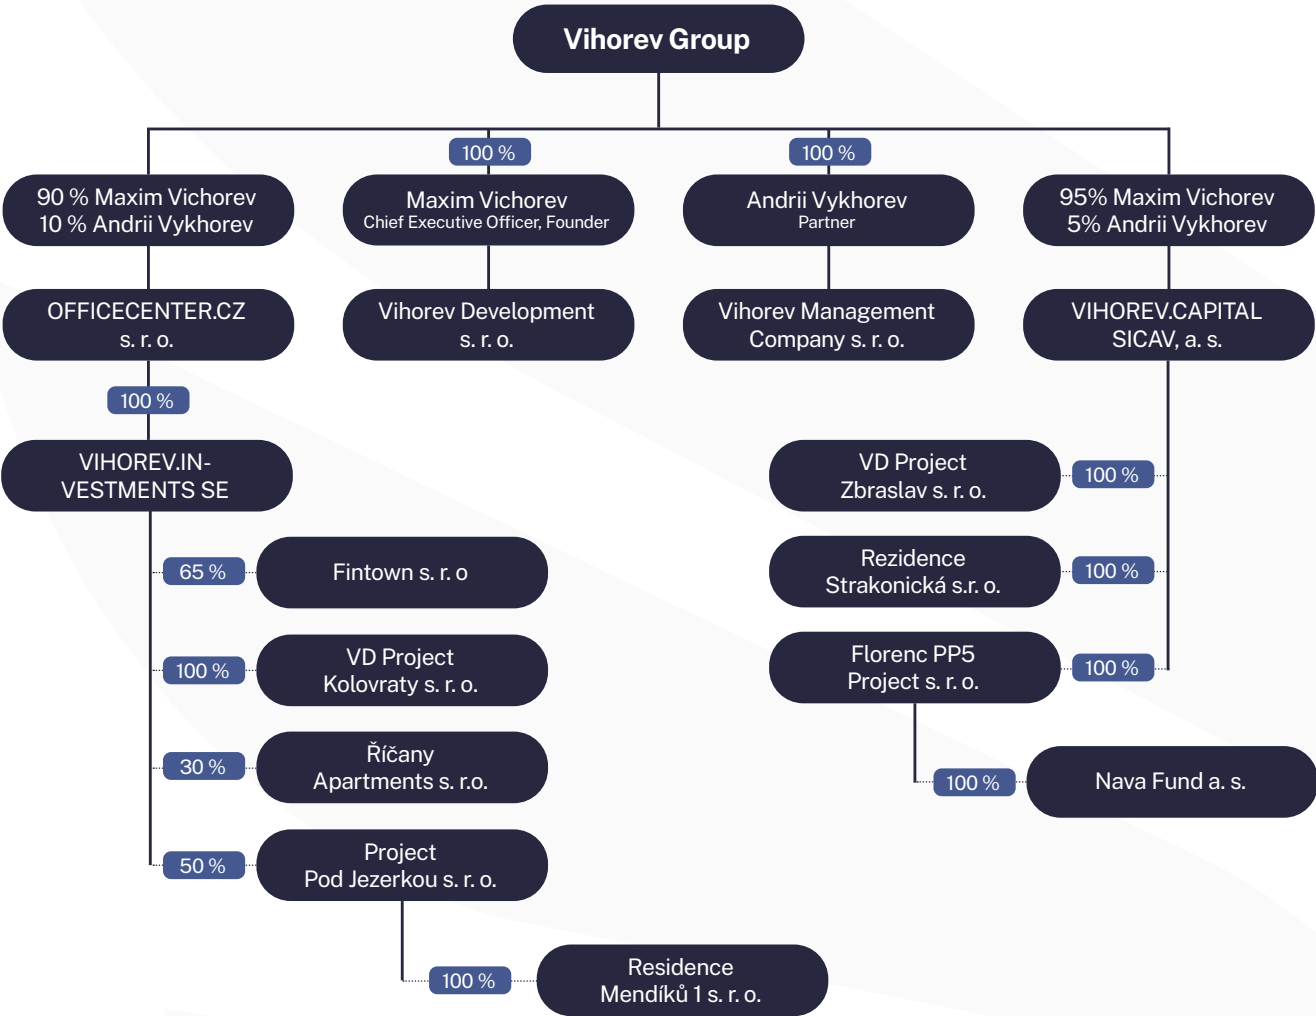 Vihorev Group
100 %
100 %
90 % Maxim Vichorev
10 % Andrii Vykhorev
Maxim Vichorev
Chief Executive Officer, Founder
Andrii Vykhorev
Partner
95% Maxim Vichorev
5% Andrii Vykhorev
OFFICECENTER.CZ
s. r. o.
Vihorev Development
s. r. o.
Vihorev Management
Company s. r. o.
VIHOREV.CAPITAL
SICAV, a. s.
100 %
VIHOREV.IN-
VESTMENTS SE
65 %
Fintown s. r. o
100 %
VD Project
Kolovraty s. r. o.
30 %
Říčany
Apartments s. r.o.
50 %
Project
Pod Jezerkou s. r. o.
100 %
Residence
Mendíků 1 s. r. o.
VD Project
Zbraslav s. r. o.
100 %
Rezidence
Strakonická s.r. o.
100 %
Florenc PP5
Project s. r. o.
100 %
100 %
Nava Fund a. s.